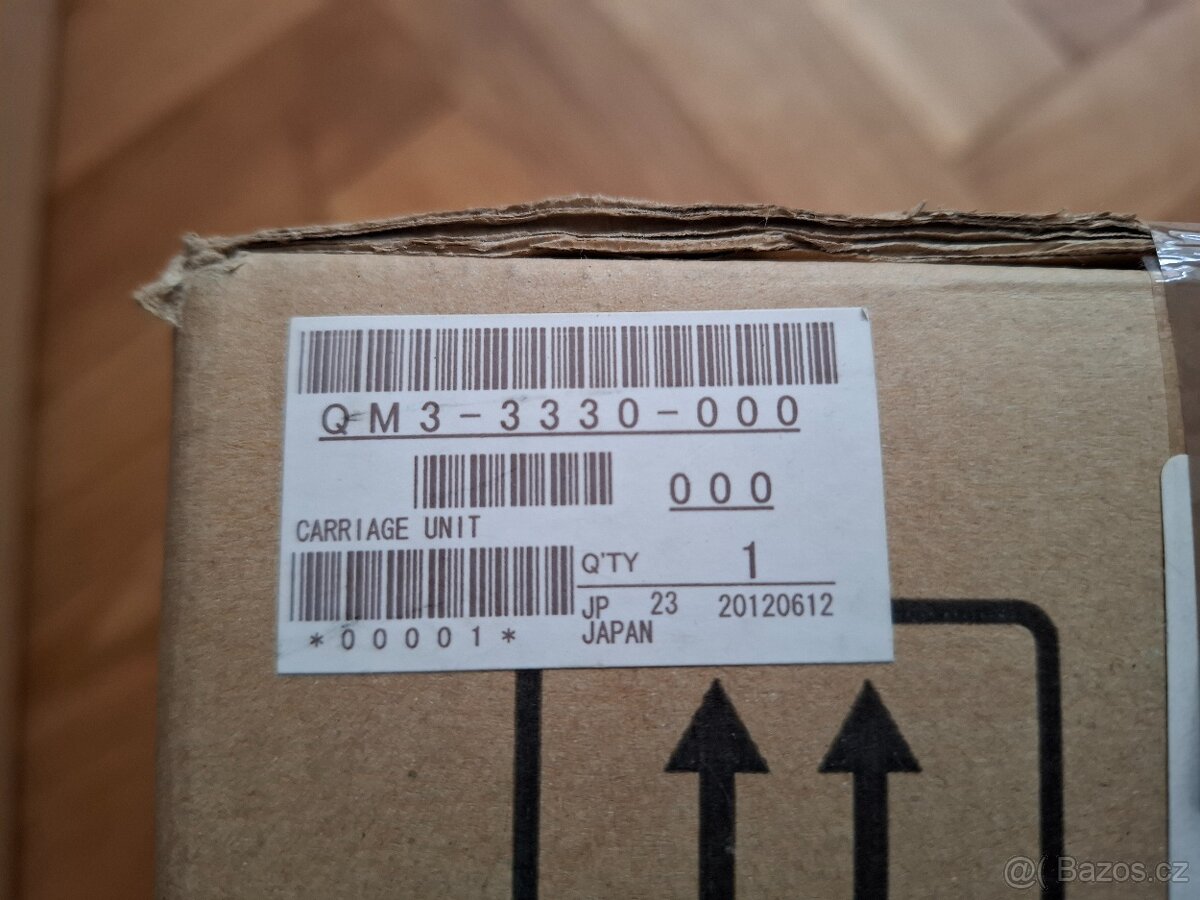 QM3-3330-000
000
CARRIAGE UNIT
Q'TY 1
*00001*
JP 23 20120612
JAPAN
@( Bazos.cz